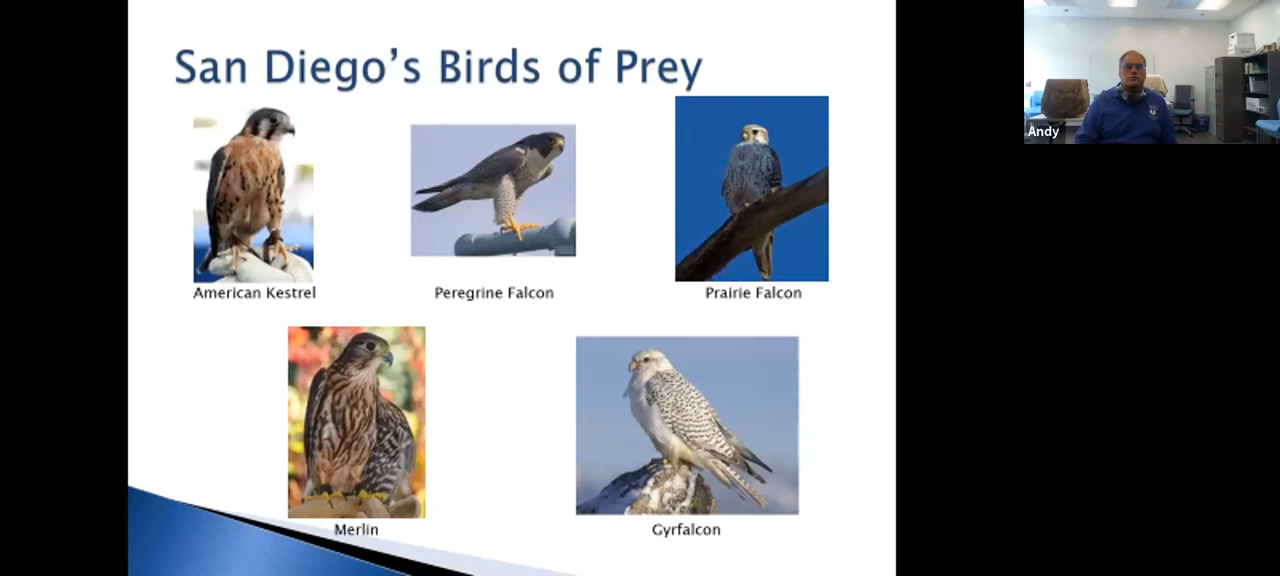 San Diego's Birds of Prey
Andy
American Kestrel
Peregrine Falcon
Prairie Falcon
Merlin
Gyrfalcon